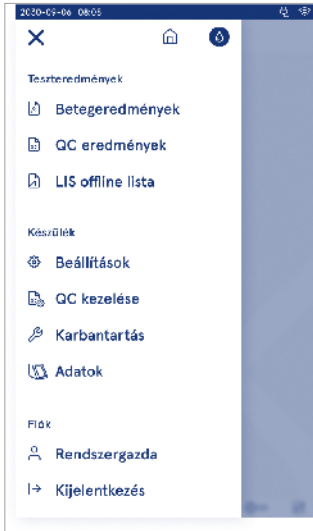 2030-09-06 08:05
Teszteredmények
Betegeredmények
QC eredmények
LIS offline lista
Készülék
Beállítások
QC kezelése
Karbantartás
Adatok
Fiók
Rendszergazda
Kijelentkezés